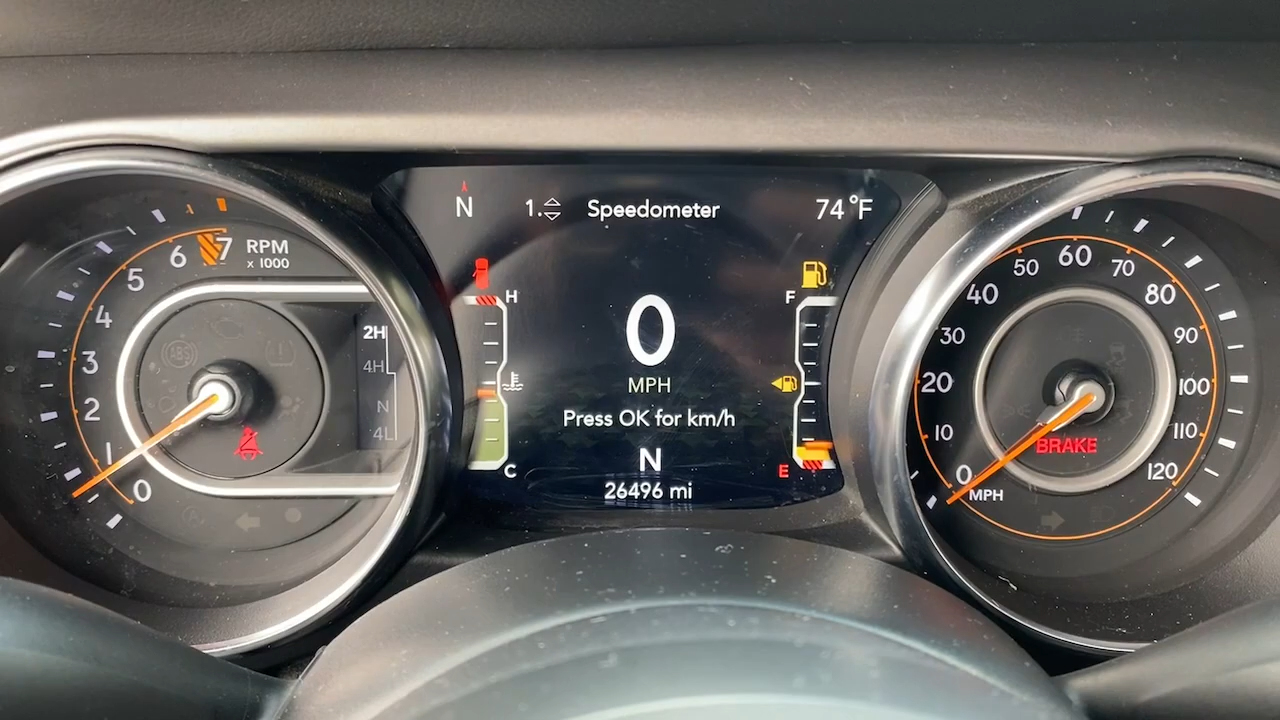 N
1. Speedometer
74°F
RPM
x 1000
7
6
5
4
3
2
1
0
2H
4H
N
4L
ABS
H
C
0
MPH
Press OK for km/h
N
26496 mi
F
E
0
10
20
30
40
50
60
70
80
90
100
110
120
MPH
BRAKE